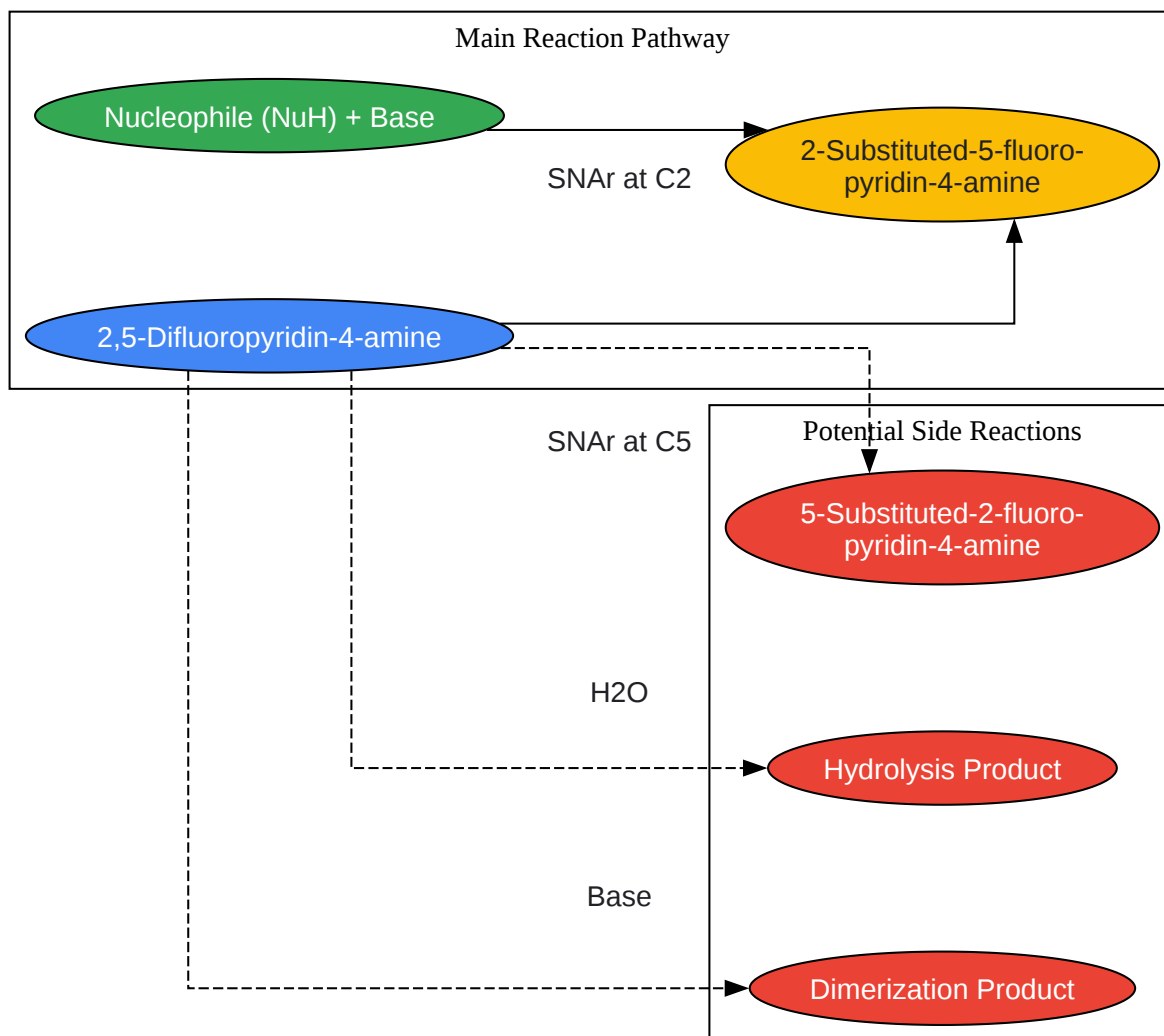 Main Reaction Pathway
Nucleophile (NuH) + Base
SNAr at C2
2-Substituted-5-fluoro-
pyridin-4-amine
2,5-Difluoropyridin-4-amine
SNAr at C5
Potential Side Reactions
5-Substituted-2-fluoro-
pyridin-4-amine
H2O
Hydrolysis Product
Base
Dimerization Product